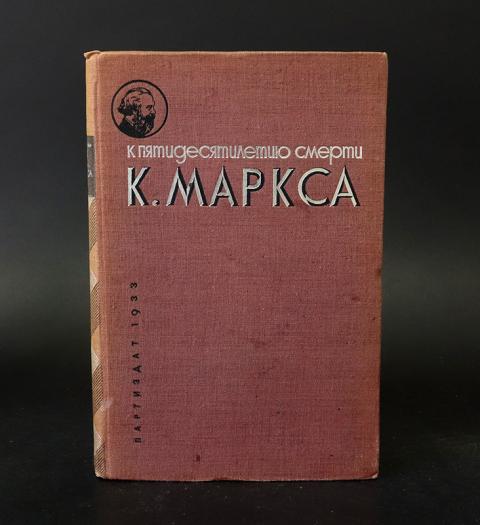 к пятидесятилетию смерти
К. МАРКСА
ПАРТИЗДАТ 1933